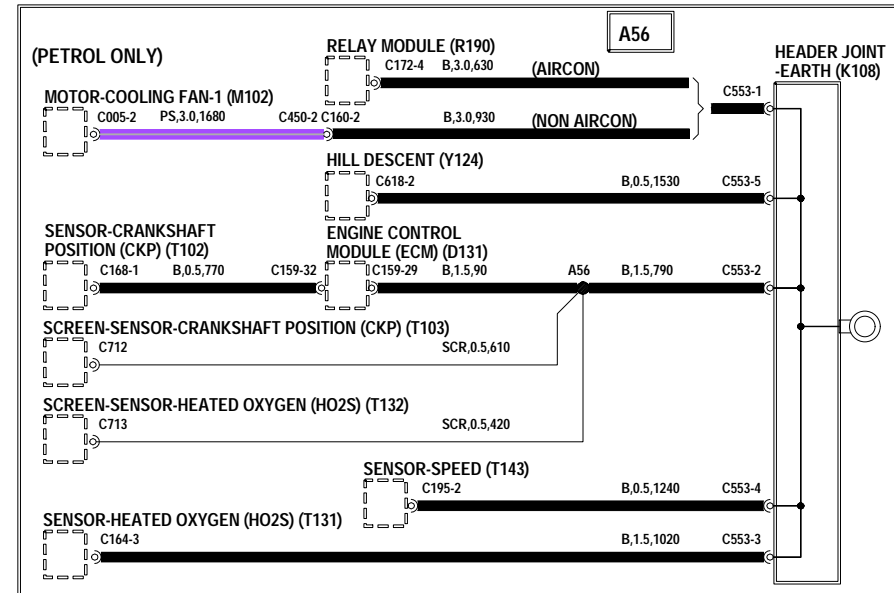 A56
(PETROL ONLY)
RELAY MODULE (R190)
HEADER JOINT
-EARTH (K108)
C172-4 B,3.0,630 (AIRCON)
C553-1
MOTOR-COOLING FAN-1 (M102)
C005-2 PS,3.0,1680 C450-2 C160-2 B,3.0,930 (NON AIRCON)
HILL DESCENT (Y124)
C618-2 B,0.5,1530 C553-5
SENSOR-CRANKSHAFT
POSITION (CKP) (T102)
ENGINE CONTROL
MODULE (ECM) (D131)
C168-1 B,0.5,770 C159-32 C159-29 B,1.5,90 A56 B,1.5,790 C553-2
SCREEN-SENSOR-CRANKSHAFT POSITION (CKP) (T103)
C712 SCR,0.5,610
SCREEN-SENSOR-HEATED OXYGEN (HO2S) (T132)
C713 SCR,0.5,420
SENSOR-SPEED (T143)
C195-2 B,0.5,1240 C553-4
SENSOR-HEATED OXYGEN (HO2S) (T131)
C164-3 B,1.5,1020 C553-3